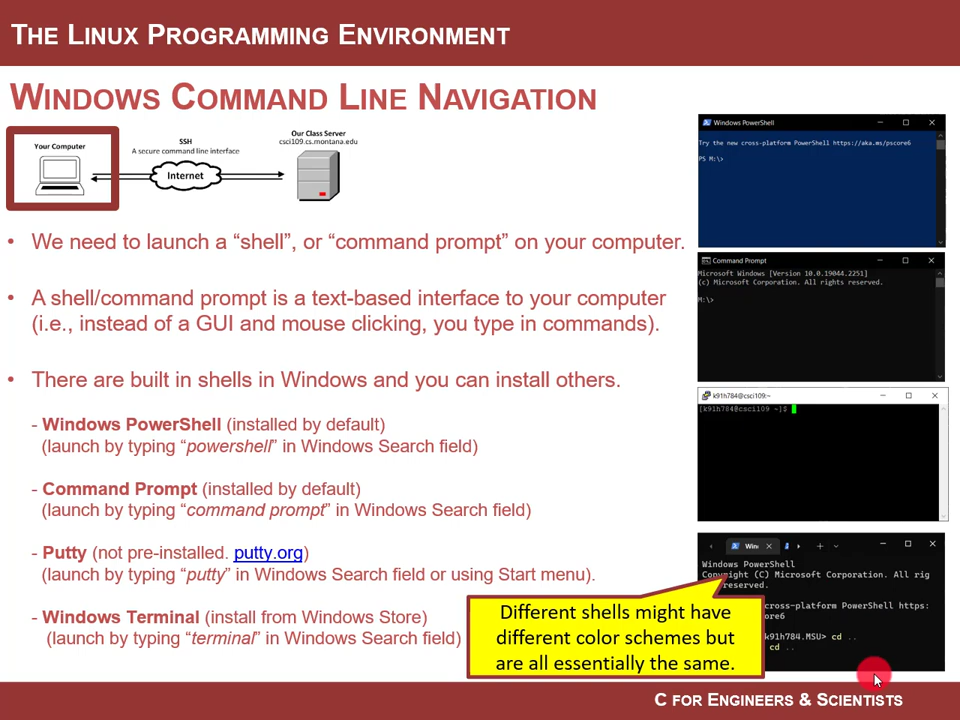 THE LINUX PROGRAMMING ENVIRONMENT
WINDOWS COMMAND LINE NAVIGATION
Your Computer
SSH
A secure command line interface
Internet
Our Class Server
csci109.cs.montana.edu
• We need to launch a “shell”, or “command prompt” on your computer.
• A shell/command prompt is a text-based interface to your computer
(i.e., instead of a GUI and mouse clicking, you type in commands).
• There are built in shells in Windows and you can install others.
- Windows PowerShell (installed by default)
(launch by typing “powershell” in Windows Search field)
- Command Prompt (installed by default)
(launch by typing “command prompt” in Windows Search field)
- Putty (not pre-installed. putty.org)
(launch by typing “putty” in Windows Search field or using Start menu).
- Windows Terminal (install from Windows Store)
(launch by typing “terminal” in Windows Search field)
Windows PowerShell
Try the new cross-platform PowerShell https://aka.ms/pscore6
PS M:\>
Command Prompt
Microsoft Windows [Version 10.0.19044.2251]
(c) Microsoft Corporation. All rights reserved.
M:\>
k91h784@csci109:~
[k91h784@csci109 ~]$
Win
Windows PowerShell
Copyright (C) Microsoft Corporation. All rig
reserved.
cross-platform PowerShell https:
ore6
k91h784.MSU> cd ..
cd ..
Different shells might have
different color schemes but
are all essentially the same.
C FOR ENGINEERS & SCIENTISTS